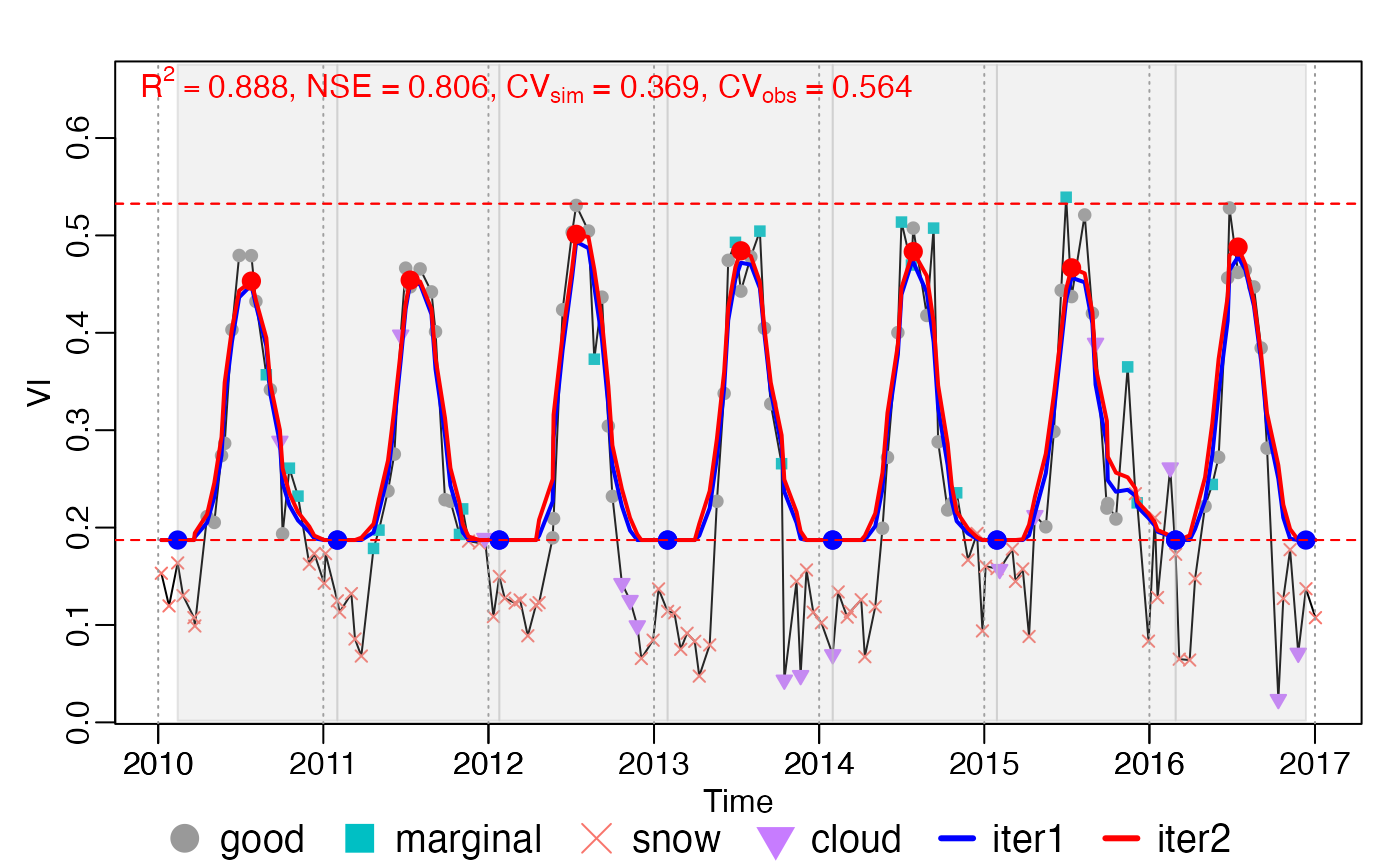 R² = 0.888, NSE = 0.806, CVsim = 0.369, CVobs = 0.564
VI
0.6
0.5
0.4
0.3
0.2
0.1
0.0
2010 2011 2012 2013 2014 2015 2016 2017
Time
good marginal snow cloud iter1 iter2